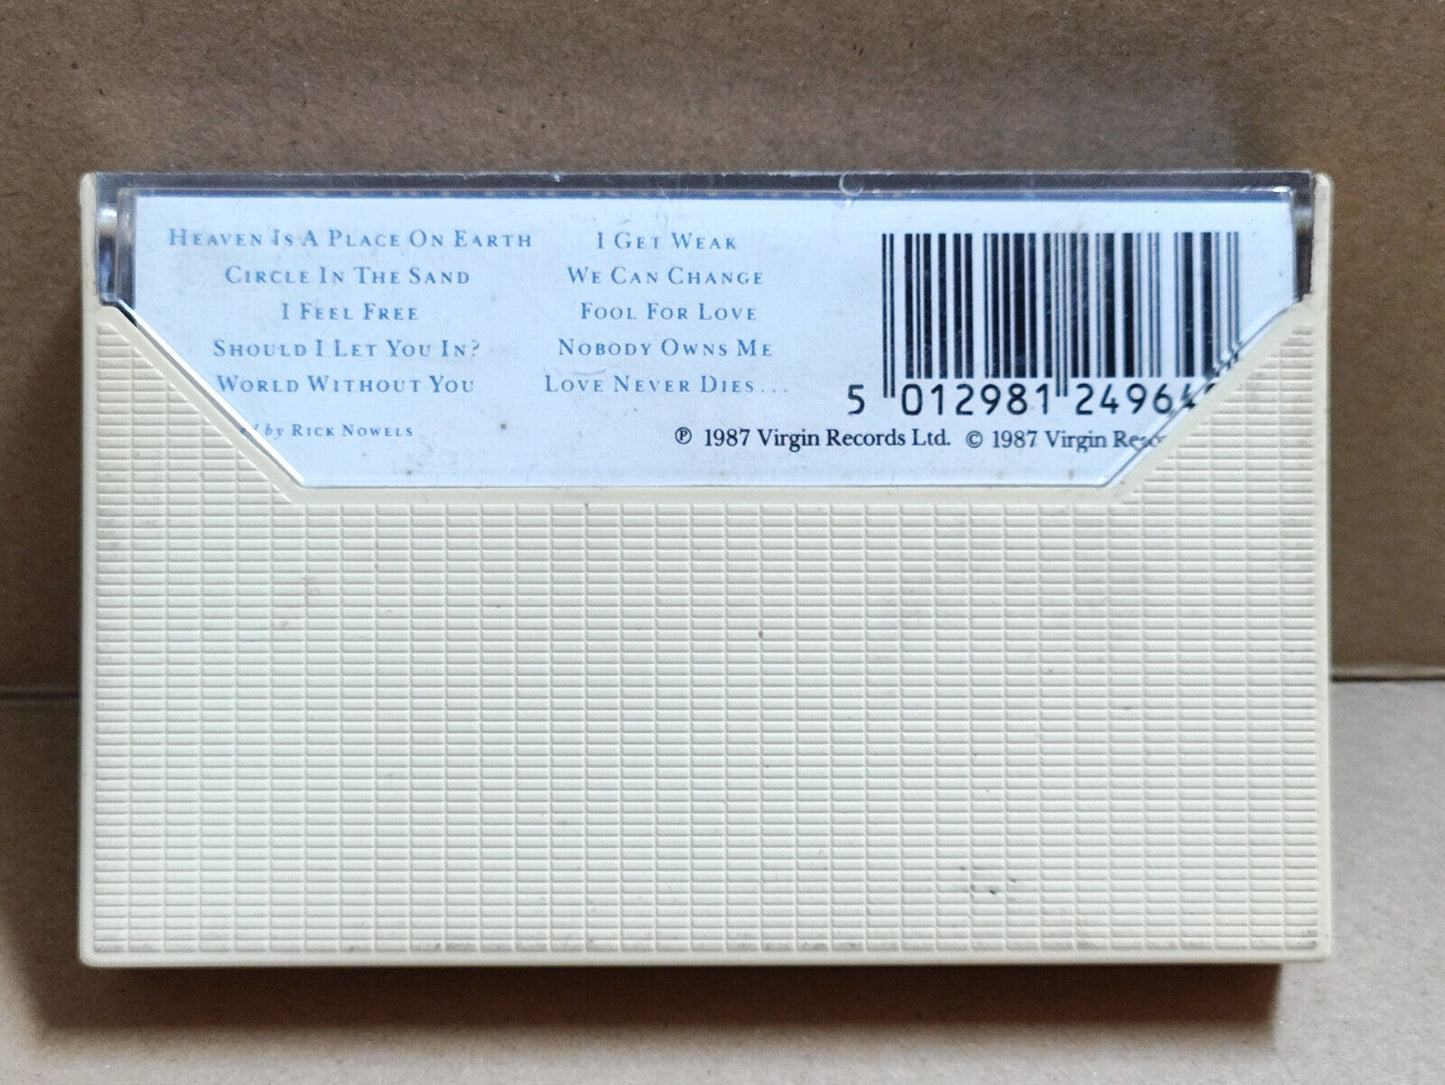 HEAVEN IS A PLACE ON EARTH
CIRCLE IN THE SAND
I FEEL FREE
SHOULD I LET YOU IN?
WORLD WITHOUT YOU
I GET WEAK
WE CAN CHANGE
FOOL FOR LOVE
NOBODY OWNS ME
LOVE NEVER DIES...
by RICK NOWELS
5 012981 24964
℗ 1987 Virgin Records Ltd. © 1987 Virgin